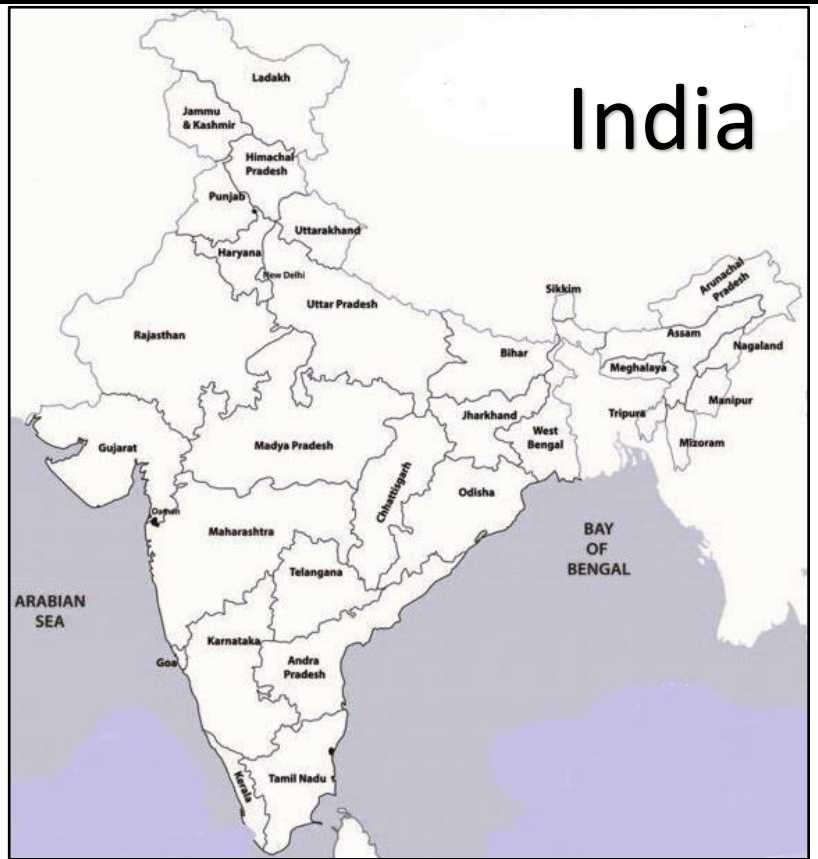 India
Ladakh
Jammu
& Kashmir
Himachal
Pradesh
Punjab
Uttarakhand
Haryana
New Delhi
Uttar Pradesh
Rajasthan
Sikkim
Arunachal
Pradesh
Assam
Nagaland
Bihar
Meghalaya
Manipur
Tripura
Mizoram
Jharkhand
West
Bengal
Gujarat
Madya Pradesh
Chhattisgarh
Odisha
Daman
Maharashtra
BAY
OF
BENGAL
Telangana
ARABIAN
SEA
Karnataka
Goa
Andra
Pradesh
Kerala
Tamil Nadu